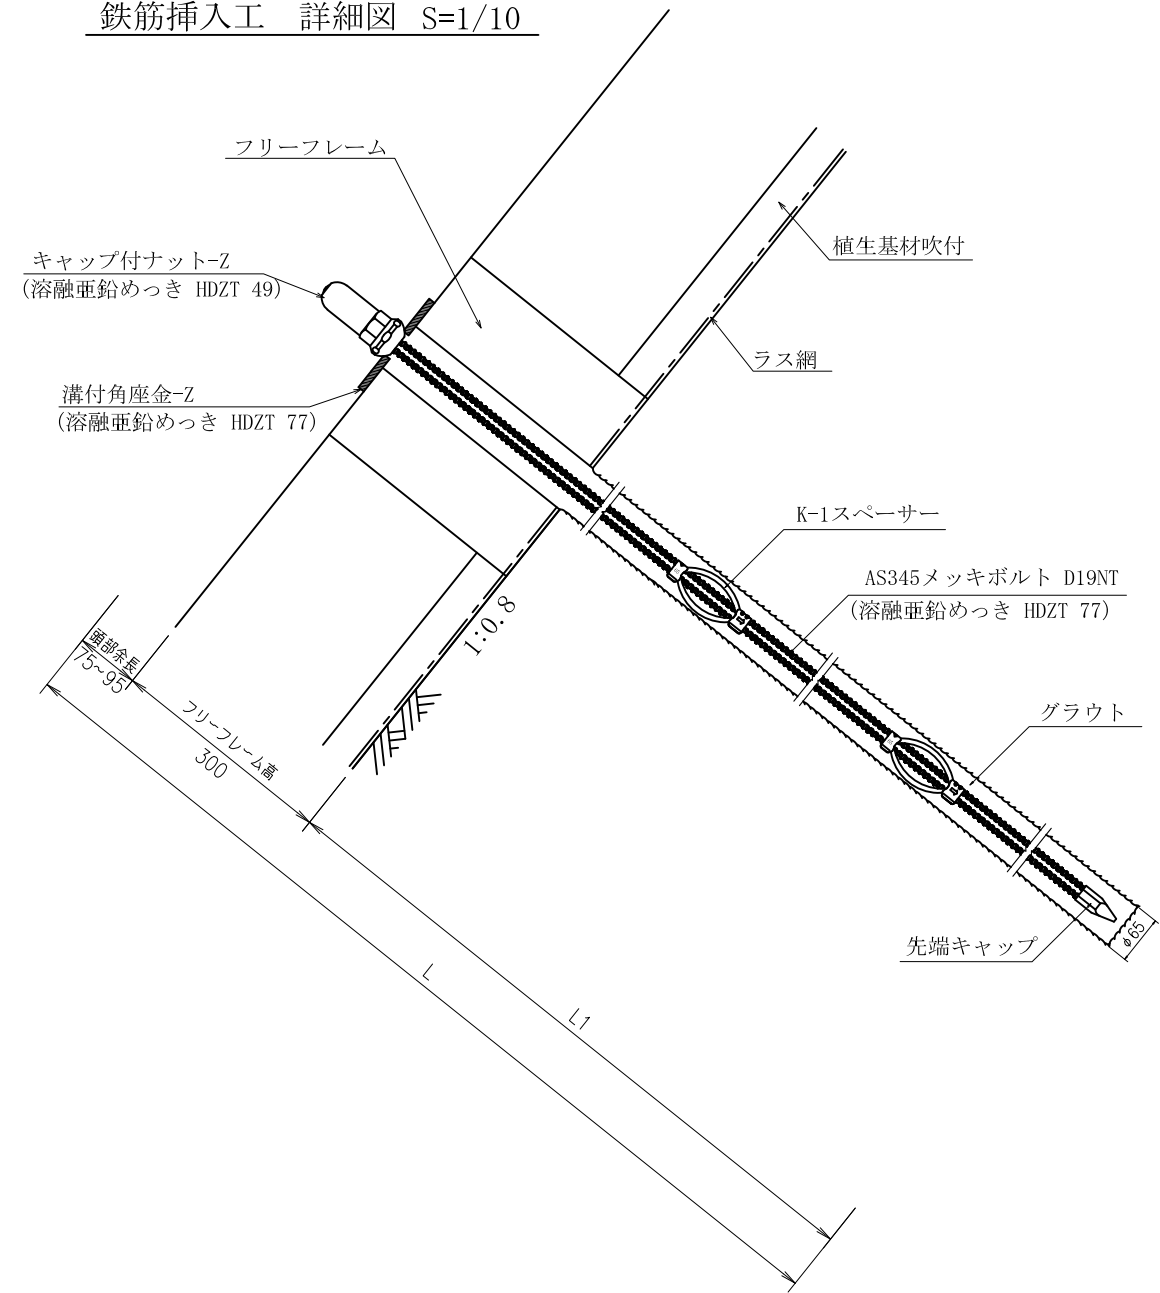 鉄筋挿入工　詳細図 S=1/10
フリーフレーム
植生基材吹付
キャップ付ナット-Z
(溶融亜鉛めっき HDZT 49)
ラス網
溝付角座金-Z
(溶融亜鉛めっき HDZT 77)
K-1スペーサー
AS345メッキボルト D19NT
(溶融亜鉛めっき HDZT 77)
1:0.8
頭部余長
75~95
フリーフレーム高
300
グラウト
先端キャップ
φ65
L
L1